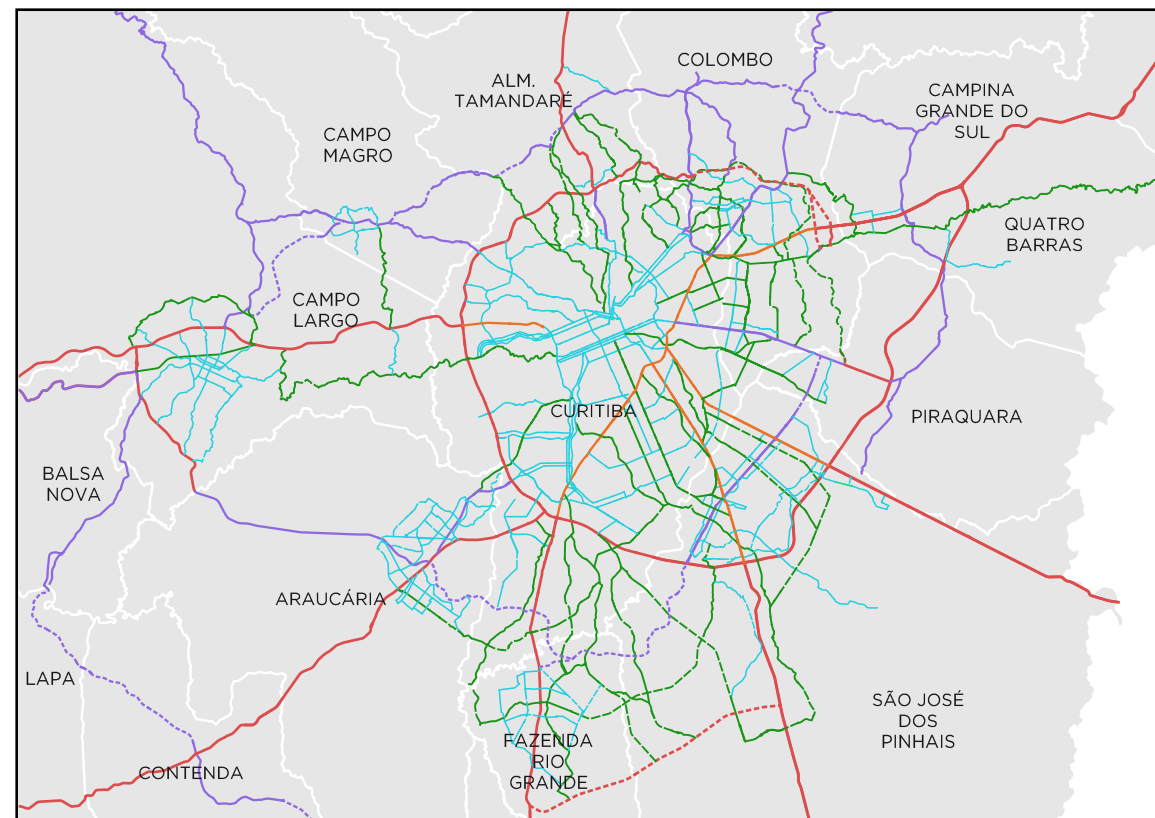 COLOMBO
ALM.
TAMANDARÉ
CAMPINA
GRANDE DO
SUL
CAMPO
MAGRO
QUATRO
BARRAS
CAMPO
LARGO
CURITIBA
PIRAQUARA
BALSA
NOVA
ARAUCÁRIA
LAPA
SÃO JOSÉ
DOS
PINHAIS
FAZENDA
RIO
GRANDE
CONTENDA